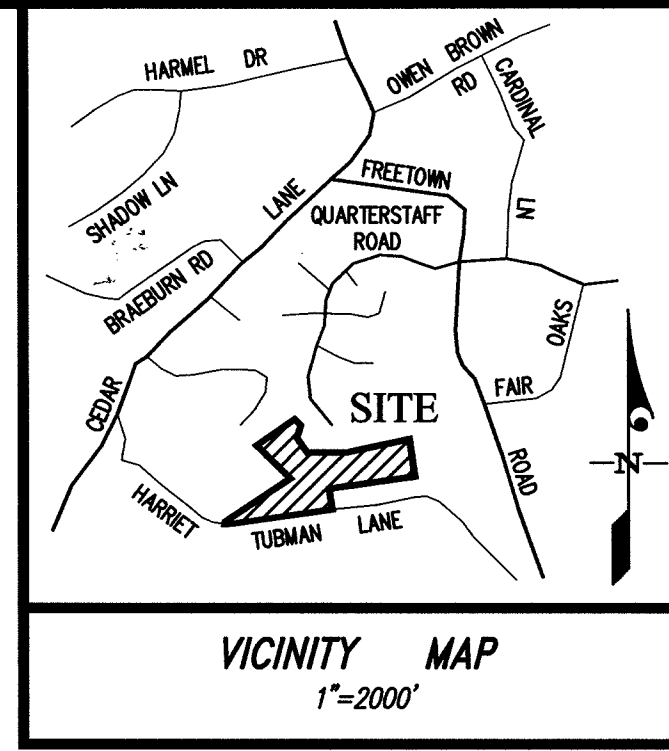 HARMEL DR
OWEN BROWN
RD
CARDINAL
LN
SHADOW LN
CEDAR
LANE
FREETOWN
ROAD
QUARTERSTAFF
ROAD
BRAEBURN RD
OAKS
FAIR
SITE
HARRIET
TUBMAN
LANE
N
VICINITY MAP
1"=2000'